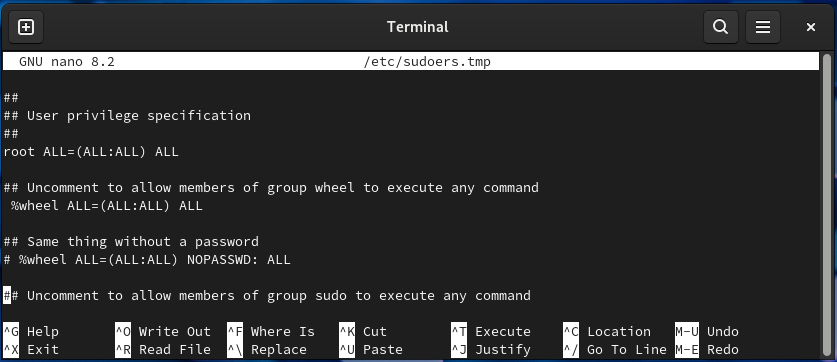 Terminal
GNU nano 8.2 /etc/sudoers.tmp
##
## User privilege specification
##
root ALL=(ALL:ALL) ALL
## Uncomment to allow members of group wheel to execute any command
%wheel ALL=(ALL:ALL) ALL
## Same thing without a password
# %wheel ALL=(ALL:ALL) NOPASSWD: ALL
## Uncomment to allow members of group sudo to execute any command
^G Help ^O Write Out ^F Where Is ^K Cut ^T Execute ^C Location M-U Undo
^X Exit ^R Read File ^\ Replace ^U Paste ^J Justify ^/ Go To Line M-E Redo